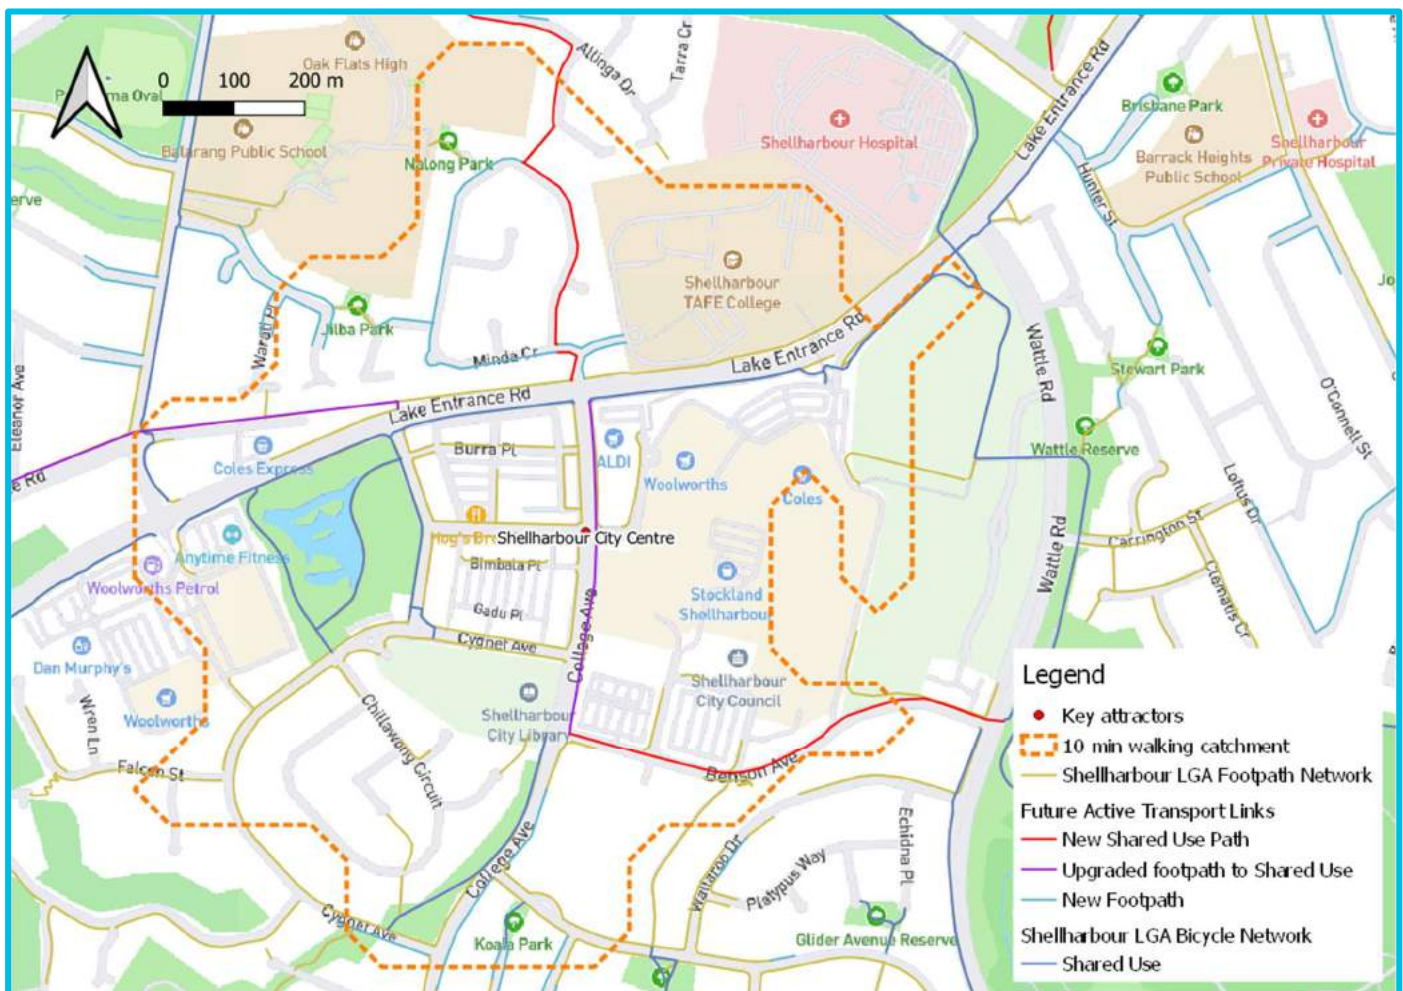 Oak Flats High
Altinga Dr
Tarra Cr
Lake Entrance Rd
0 100 200 m
Oval
Balarang Public School
Nalong Park
Shellharbour Hospital
Brisbane Park
Barrack Heights
Public School
Shellharbour
Private Hospital
Hunter St
erve
Shellharbour
TAFE College
Jo
Warali Pl
Jilba Park
Minda Cr
Lake Entrance Rd
Wattle Rd
Stewart Park
O'Connell St
Eleanor Ave
Lake Entrance Rd
Burra Pl
ALDI
Woolworths
Coles
Wattle Reserve
Coles Express
e Rd
Loftus Dr
Shellharbour City Centre
Carrington St
Anytime Fitness
Bimbala Pl
Woolworths Petrol
Stockland
Shellharbour
Wattle Rd
Clematis Cr
Gadu Pl
Cygnet Ave
College Ave
Dan Murphy's
Shellharbour
City Council
Wren Ln
Woolworths
Chillawong Circuit
Shellharbour
City Library
Falcon St
Benson Ave
College Ave
Wallaroo Dr
Platypus Way
Echidna Pl
Cygnet Ave
Koala Park
Glider Avenue Reserve
Legend
Key attractors
10 min walking catchment
Shellharbour LGA Footpath Network
Future Active Transport Links
New Shared Use Path
Upgraded footpath to Shared Use
New Footpath
Shellharbour LGA Bicycle Network
Shared Use